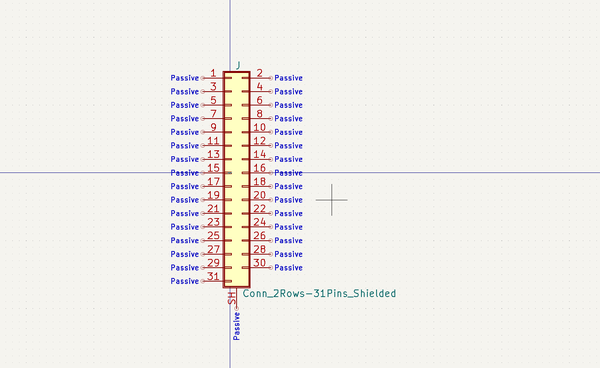 J
Passive 1 2 Passive
Passive 3 4 Passive
Passive 5 6 Passive
Passive 7 8 Passive
Passive 9 10 Passive
Passive 11 12 Passive
Passive 13 14 Passive
Passive 15 16 Passive
Passive 17 18 Passive
Passive 19 20 Passive
Passive 21 22 Passive
Passive 23 24 Passive
Passive 25 26 Passive
Passive 27 28 Passive
Passive 29 30 Passive
Passive 31
SH
Conn_2Rows-31Pins_Shielded
Passive